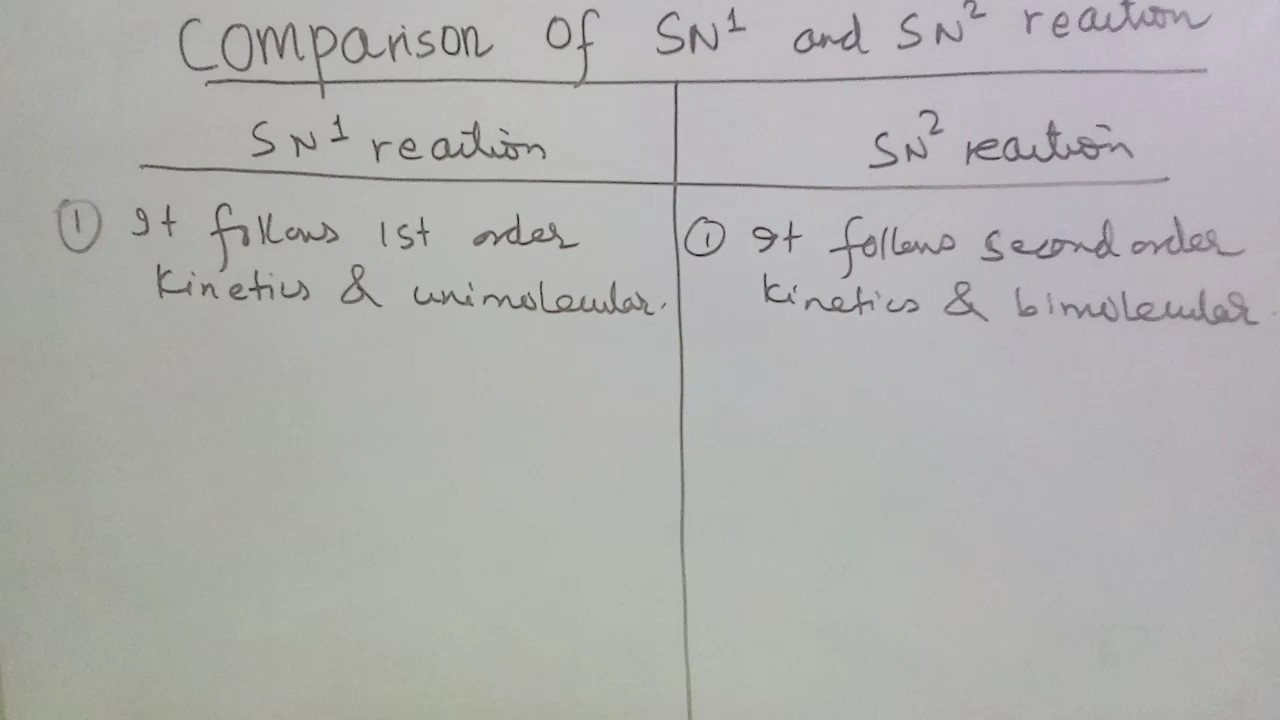 Comparison Of SN1 and SN2 reaction
SN1 reaction
SN2 reaction
① It follows 1st order
kinetics & unimolecular.
① It follows second order
kinetics & bimolecular.